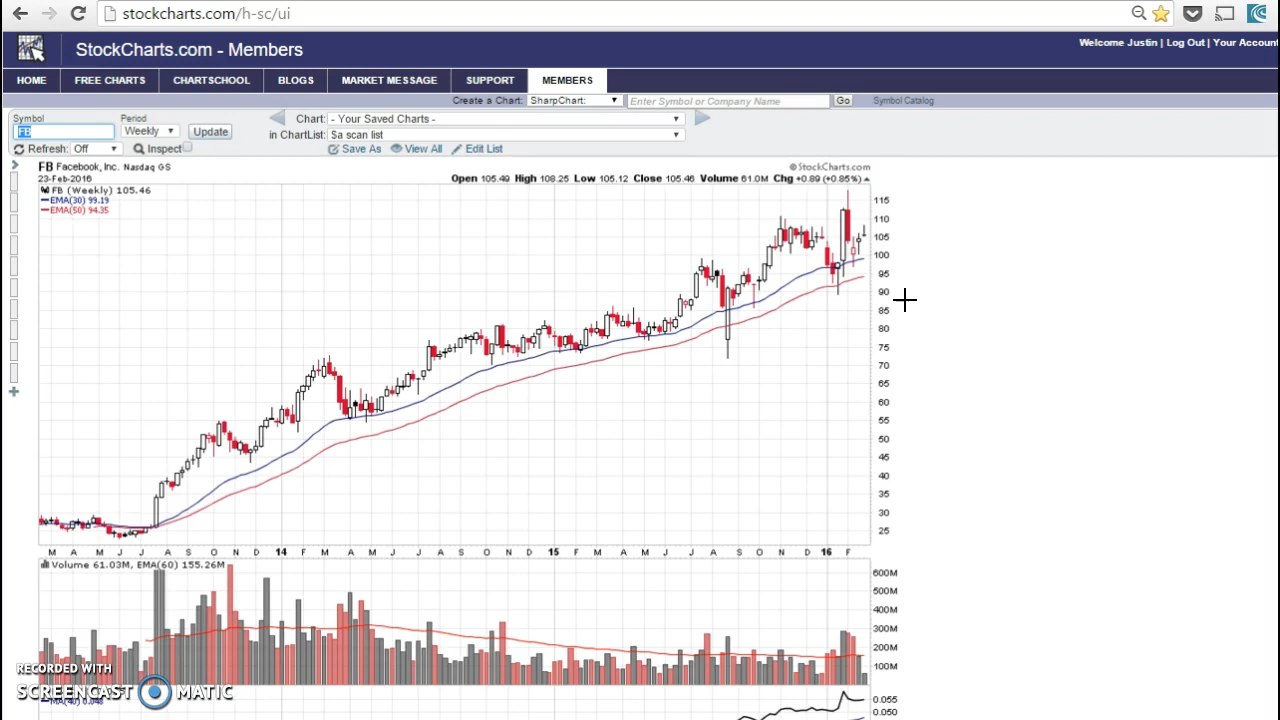 stockcharts.com/h-sc/ui
StockCharts.com - Members
Welcome Justin | Log Out | Your Accoun
HOME FREE CHARTS CHARTSCHOOL BLOGS MARKET MESSAGE SUPPORT MEMBERS
Create a Chart: SharpChart: Enter Symbol or Company Name Go Symbol Catalog
Symbol Period Chart: - Your Saved Charts -
FB Weekly Update in ChartList: $a scan list
Refresh: Off Inspect Save As View All Edit List
FB Facebook, Inc. Nasdaq GS © StockCharts.com
23-Feb-2016 Open 105.49 High 108.25 Low 105.12 Close 105.46 Volume 61.0M Chg +0.89 (+0.85%)
FB (Weekly) 105.46
EMA(30) 99.19
EMA(50) 94.35
115
110
105
100
95
90
85
80
75
70
65
60
55
50
45
40
35
30
25
M A M J J A S O N D 14 F M A M J J A S O N D 15 F M A M J J A S O N D 16 F
Volume 61.03M, EMA(60) 155.26M
600M
500M
400M
300M
200M
100M
RECORDED WITH
SCREENCAST MATIC
MA(40) 0.048
0.055
0.050